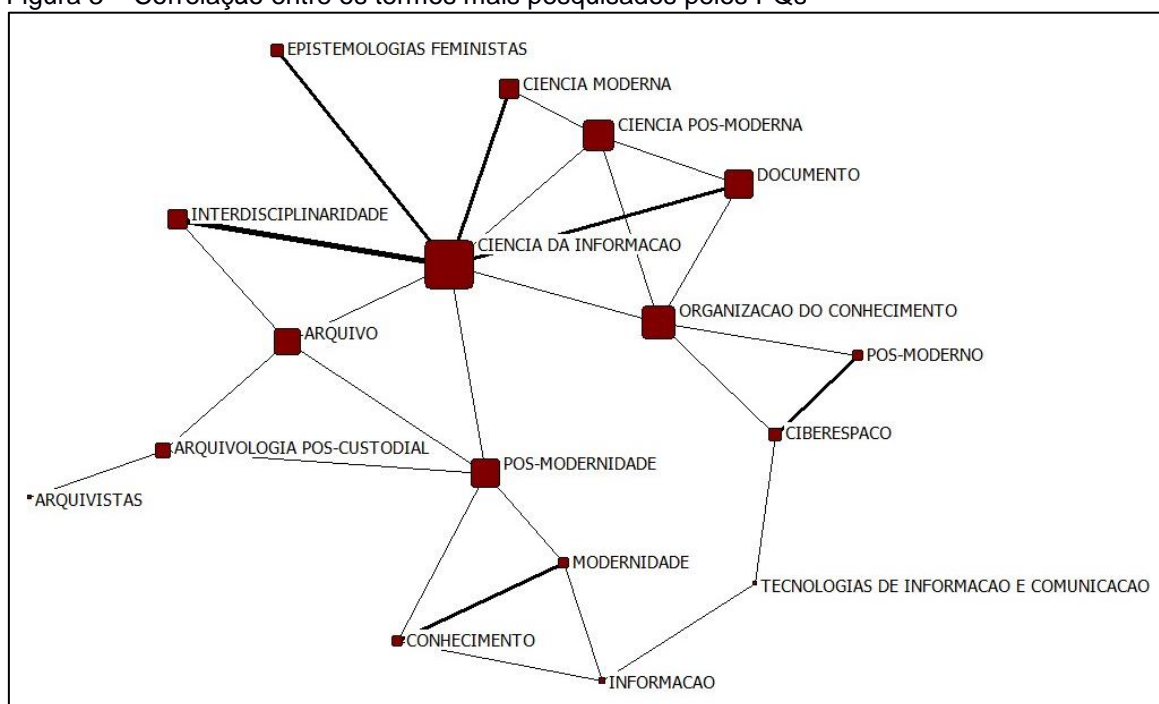 Figura – Correlação entre os termos mais pesquisados pelos PQs
EPISTEMOLOGIAS FEMINISTAS
CIENCIA MODERNA
CIENCIA POS-MODERNA
DOCUMENTO
INTERDISCIPLINARIDADE
CIENCIA DA INFORMACAO
ORGANIZACAO DO CONHECIMENTO
ARQUIVO
POS-MODERNO
CIBERESPACO
ARQUIVOLOGIA POS-CUSTODIAL
POS-MODERNIDADE
ARQUIVISTAS
MODERNIDADE
TECNOLOGIAS DE INFORMACAO E COMUNICACAO
CONHECIMENTO
INFORMACAO